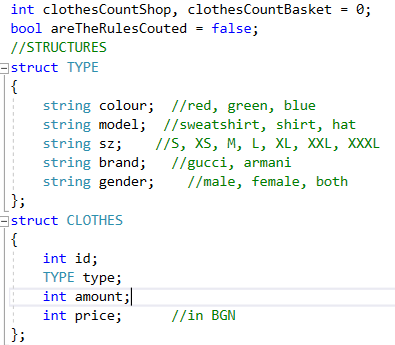 int clothesCountShop, clothesCountBasket = 0;
bool areTheRulesCouted = false;
//STRUCTURES
struct TYPE
{
string colour; //red, green, blue
string model; //sweatshirt, shirt, hat
string sz; //S, XS, M, L, XL, XXL, XXXL
string brand; //gucci, armani
string gender; //male, female, both
};
struct CLOTHES
{
int id;
TYPE type;
int amount;
int price; //in BGN
};